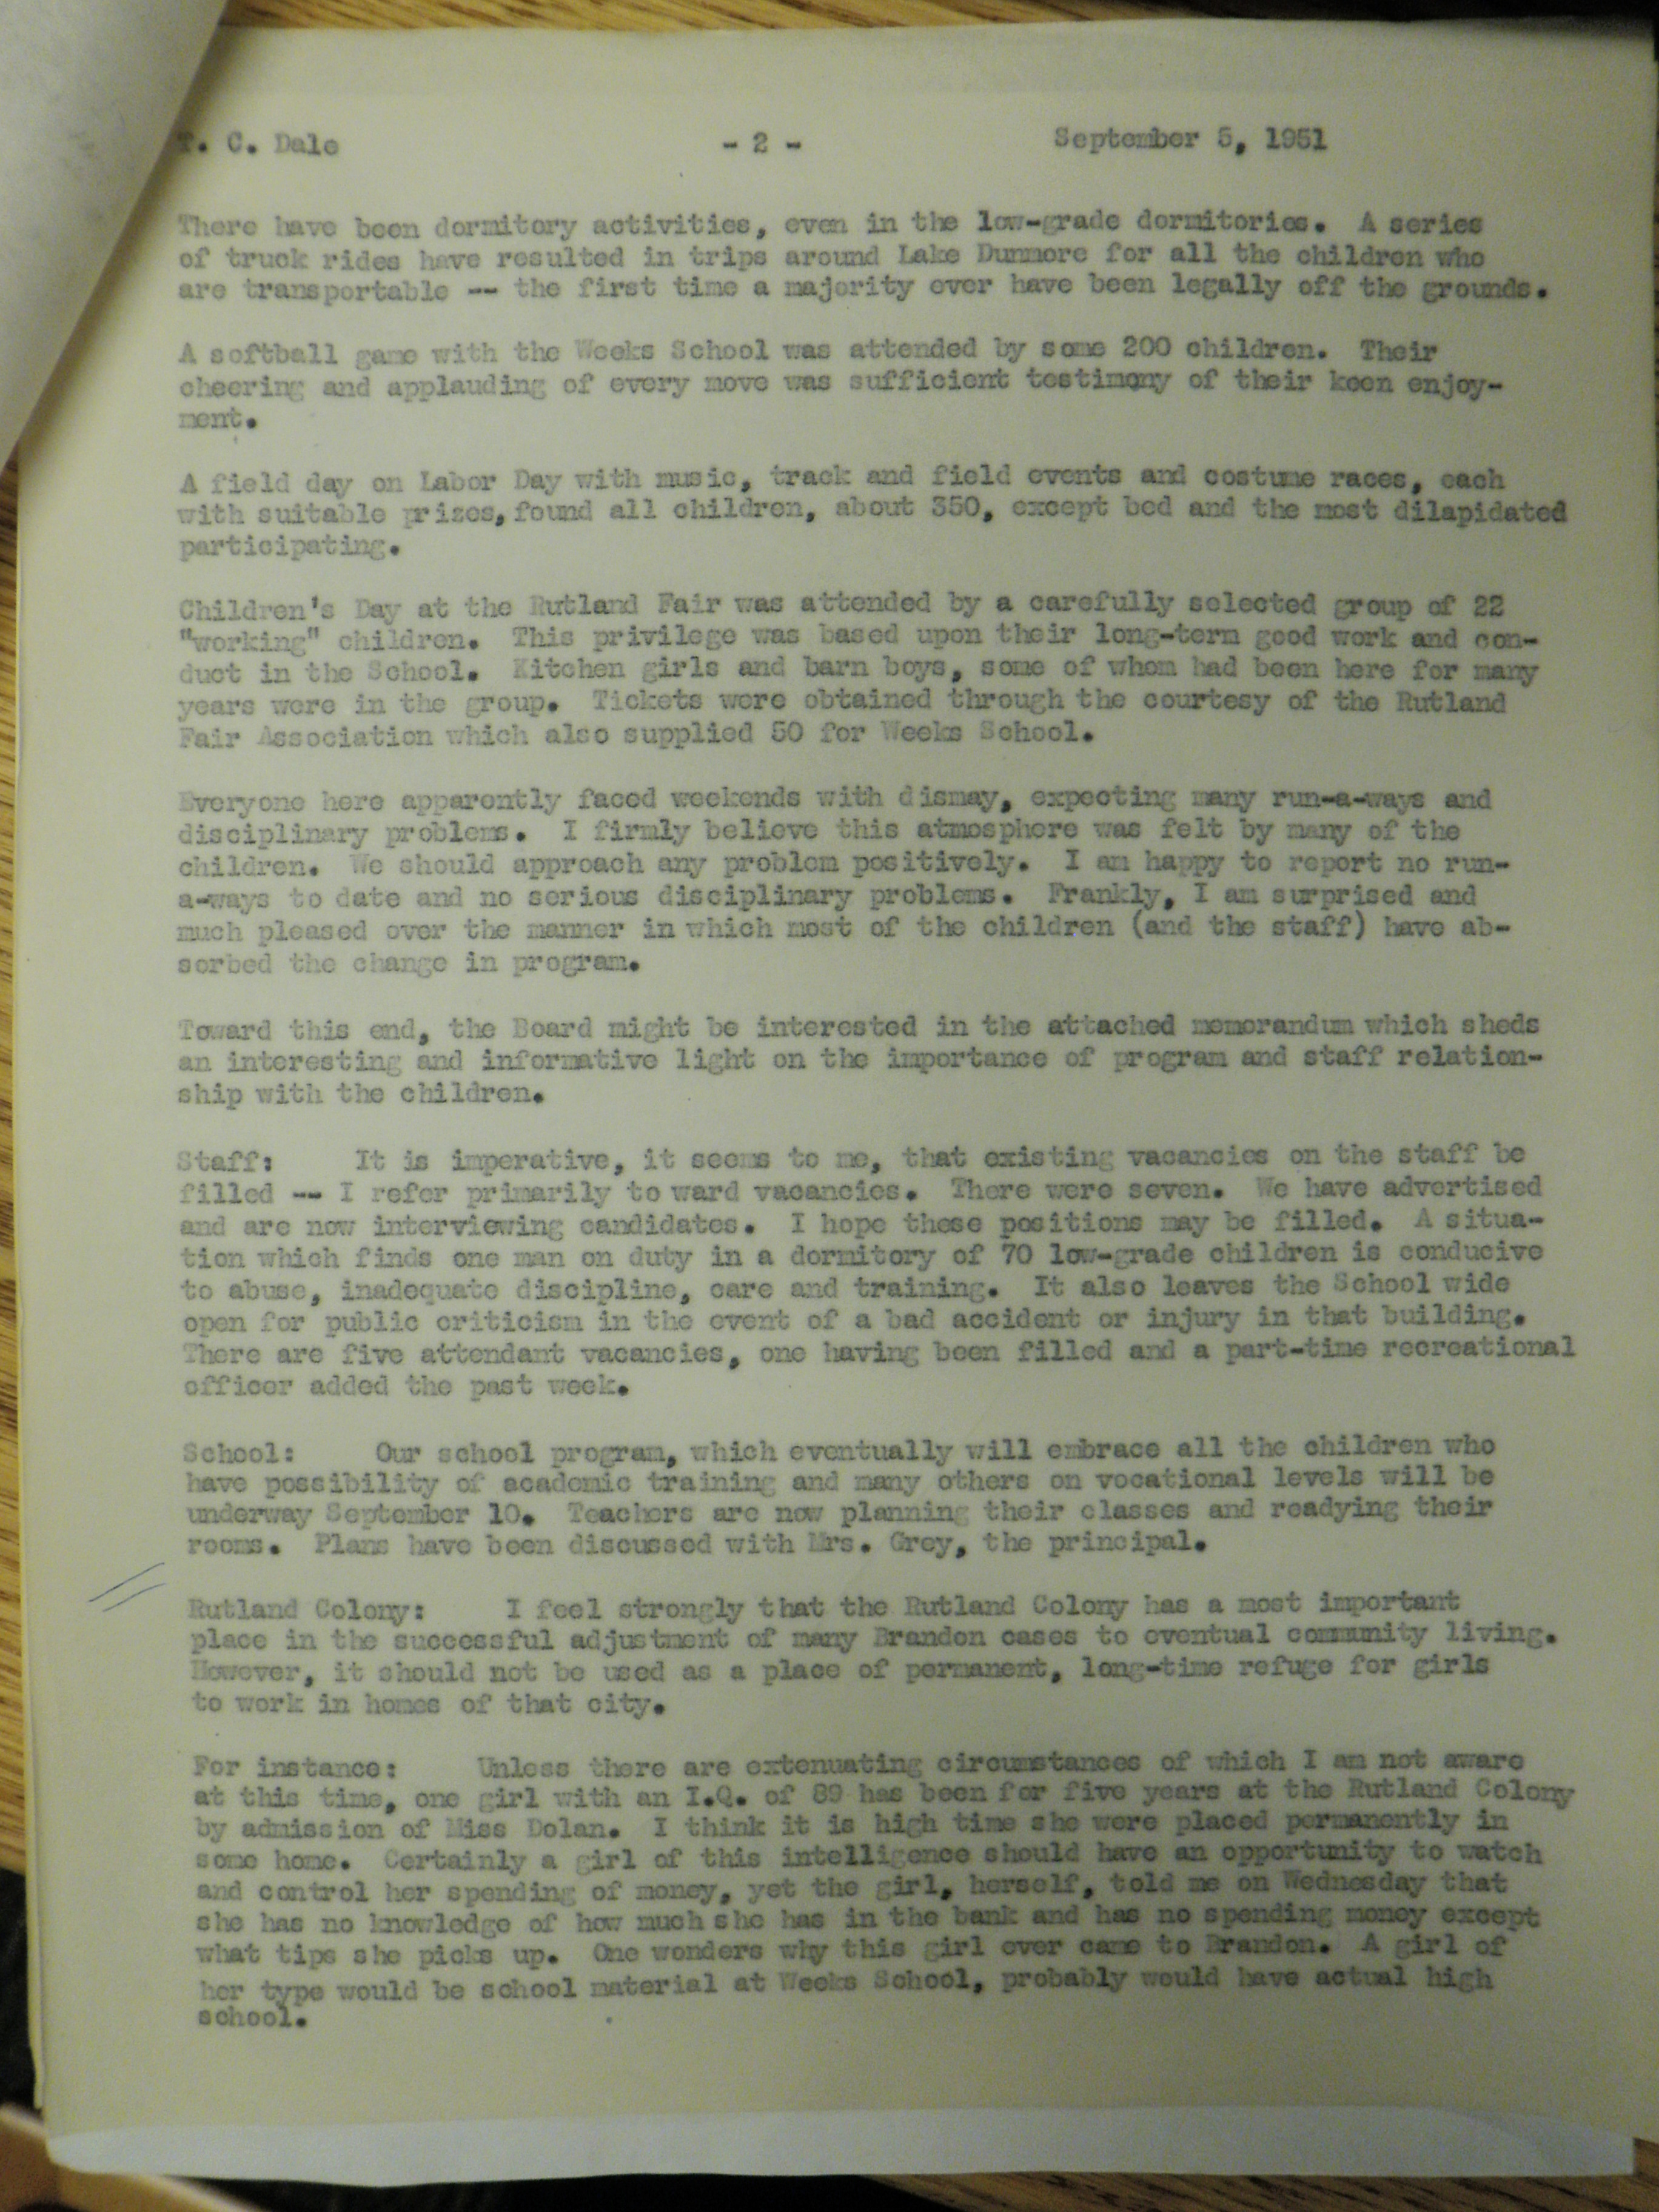 T. C. Dale - 2 - September 5, 1951
There have been dormitory activities, even in the low-grade dormitories. A series
of truck rides have resulted in trips around Lake Dunmore for all the children who
are transportable -- the first time a majority ever have been legally off the grounds.
A softball game with the Weeks School was attended by some 200 children. Their
cheering and applauding of every move was sufficient testimony of their keen enjoy-
ment.
A field day on Labor Day with music, track and field events and costume races, each
with suitable prizes, found all children, about 350, except bed and the most dilapidated
participating.
Children's Day at the Rutland Fair was attended by a carefully selected group of 22
"working" children. This privilege was based upon their long-term good work and con-
duct in the School. Kitchen girls and barn boys, some of whom had been here for many
years were in the group. Tickets were obtained through the courtesy of the Rutland
Fair Association which also supplied 50 for Weeks School.
Everyone here apparently faced weekends with dismay, expecting many run-a-ways and
disciplinary problems. I firmly believe this atmosphere was felt by many of the
children. We should approach any problem positively. I am happy to report no run-
a-ways to date and no serious disciplinary problems. Frankly, I am surprised and
much pleased over the manner in which most of the children (and the staff) have ab-
sorbed the change in program.
Toward this end, the Board might be interested in the attached memorandum which sheds
an interesting and informative light on the importance of program and staff relation-
ship with the children.
Staff: It is imperative, it seems to me, that existing vacancies on the staff be
filled -- I refer primarily to ward vacancies. There were seven. We have advertised
and are now interviewing candidates. I hope these positions may be filled. A situa-
tion which finds one man on duty in a dormitory of 70 low-grade children is conducive
to abuse, inadequate discipline, care and training. It also leaves the School wide
open for public criticism in the event of a bad accident or injury in that building.
There are five attendant vacancies, one having been filled and a part-time recreational
officer added the past week.
School: Our school program, which eventually will embrace all the children who
have possibility of academic training and many others on vocational levels will be
underway September 10. Teachers are now planning their classes and readying their
rooms. Plans have been discussed with Mrs. Grey, the principal.
Rutland Colony: I feel strongly that the Rutland Colony has a most important
place in the successful adjustment of many Brandon cases to eventual community living.
However, it should not be used as a place of permanent, long-time refuge for girls
to work in homes of that city.
For instance: Unless there are extenuating circumstances of which I am not aware
at this time, one girl with an I.Q. of 89 has been for five years at the Rutland Colony
by admission of Miss Dolan. I think it is high time she were placed permanently in
some home. Certainly a girl of this intelligence should have an opportunity to watch
and control her spending of money, yet the girl, herself, told me on Wednesday that
she has no knowledge of how much she has in the bank and has no spending money except
what tips she picks up. One wonders why this girl ever came to Brandon. A girl of
her type would be school material at Weeks School, probably would have actual high
school.